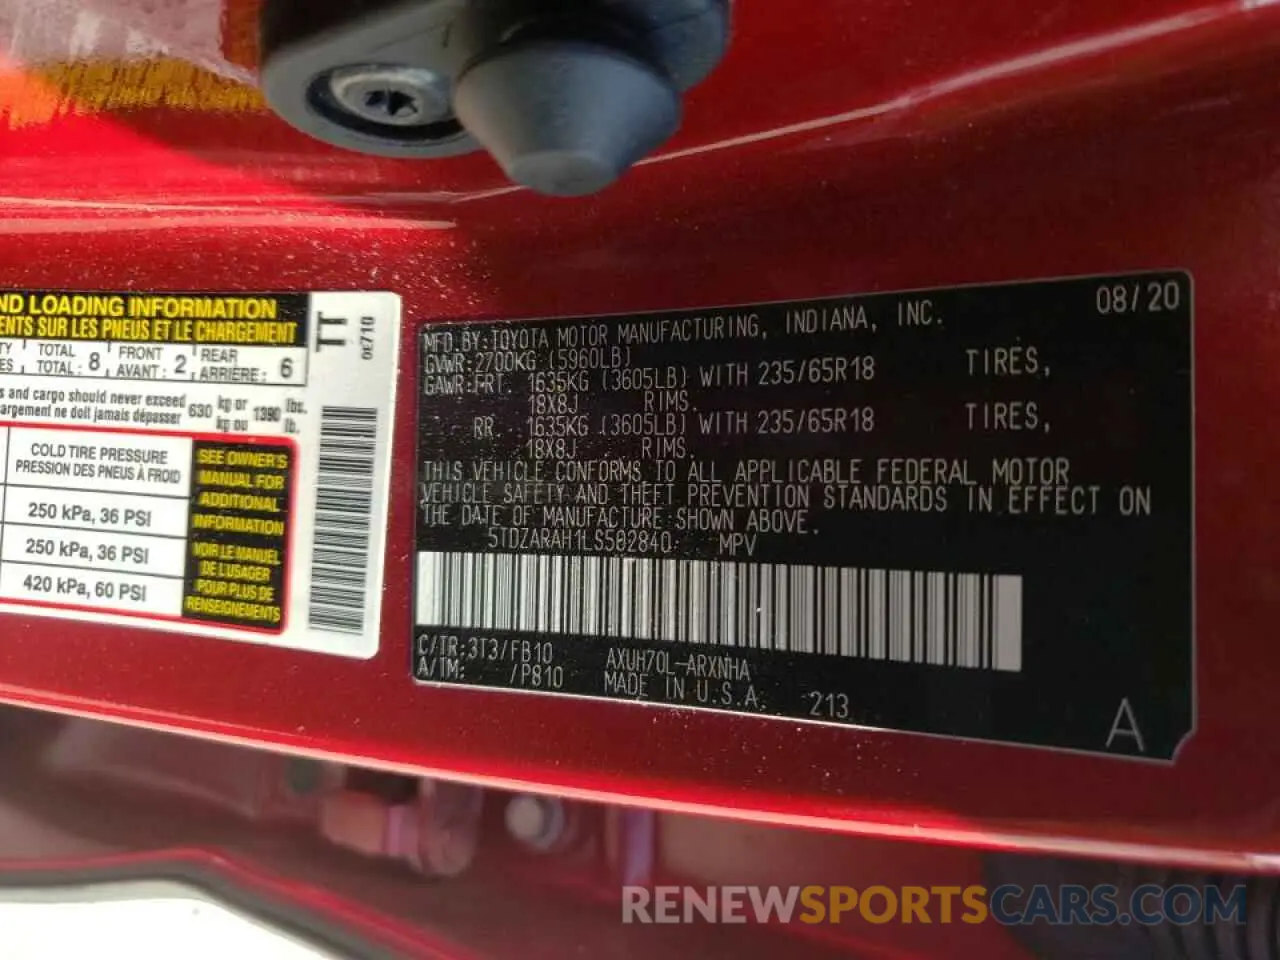 ND LOADING INFORMATION
ENTS SUR LES PNEUS ET LE CHARGEMENT
TY TOTAL 8 FRONT 2 REAR 6
ES, TOTAL: AVANT: ARRIÈRE:
s and cargo should never exceed 630 kg or 1390 lbs.
argement ne doit jamais dépasser kg ou lb.
COLD TIRE PRESSURE
PRESSION DES PNEUS À FROID
250 kPa, 36 PSI
250 kPa, 36 PSI
420 kPa, 60 PSI
SEE OWNER'S
MANUAL FOR
ADDITIONAL
INFORMATION
VOIR LE MANUEL
DE L'USAGER
POUR PLUS DE
RENSEIGNEMENTS
TT
0E710
08/20
MFD.BY:TOYOTA MOTOR MANUFACTURING, INDIANA, INC.
GVWR:2700KG (5960LB)
GAWR:FRT. 1635KG (3605LB) WITH 235/65R18 TIRES,
18X8J RIMS.
RR. 1635KG (3605LB) WITH 235/65R18 TIRES,
18X8J RIMS.
THIS VEHICLE CONFORMS TO ALL APPLICABLE FEDERAL MOTOR
VEHICLE SAFETY AND THEFT PREVENTION STANDARDS IN EFFECT ON
THE DATE OF MANUFACTURE SHOWN ABOVE.
5TDZARAH1LS502840 MPV
C/TR:3T3/FB10 AXUH70L-ARXNHA
A/TM: /P810 MADE IN U.S.A. 213
A
RENEWSPORTSCARS.COM